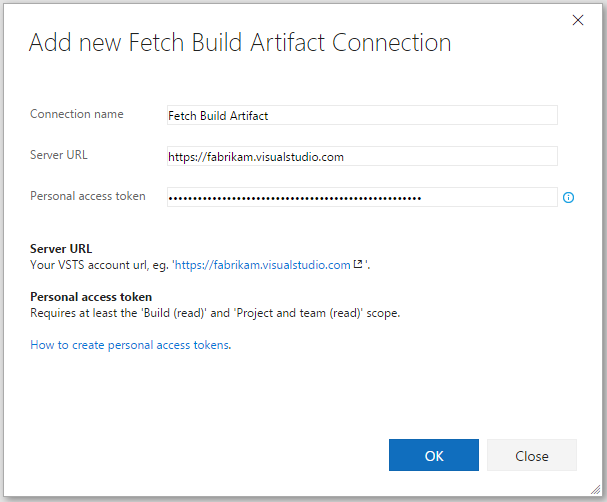 Add new Fetch Build Artifact Connection
Connection name
Fetch Build Artifact
Server URL
https://fabrikam.visualstudio.com
Personal access token
••••••••••••••••••••••••••••••••••••••••••••••••••••
Server URL
Your VSTS account url, eg. 'https://fabrikam.visualstudio.com '.
Personal access token
Requires at least the 'Build (read)' and 'Project and team (read)' scope.
How to create personal access tokens.
OK
Close